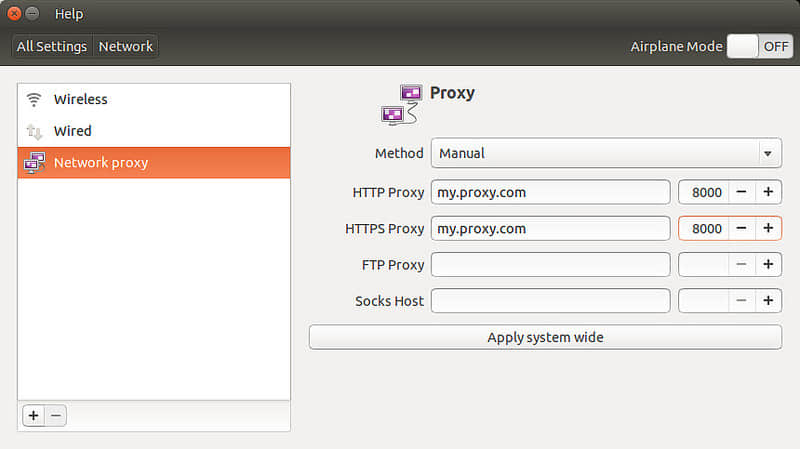 Help
All Settings Network Airplane Mode OFF
Wireless
Wired
Network proxy
Proxy
Method Manual
HTTP Proxy my.proxy.com 8000 − +
HTTPS Proxy my.proxy.com 8000 − +
FTP Proxy − +
Socks Host − +
Apply system wide
+ −